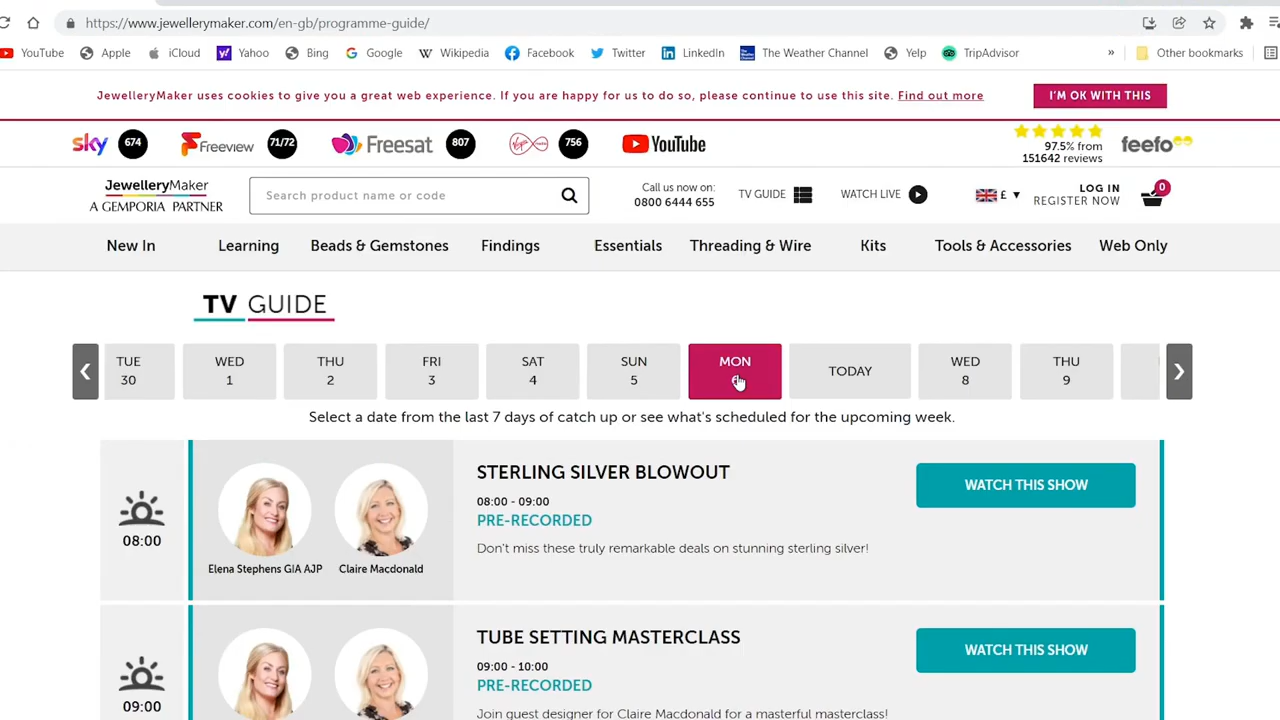 https://www.jewellerymaker.com/en-gb/programme-guide/
YouTube Apple iCloud Yahoo Bing Google Wikipedia Facebook Twitter LinkedIn The Weather Channel Yelp TripAdvisor » Other bookmarks
JewelleryMaker uses cookies to give you a great web experience. If you are happy for us to do so, please continue to use this site. Find out more I'M OK WITH THIS
sky 674 Freeview 71/72 Freesat 807 756 YouTube
97.5% from
151642 reviews
feefo
JewelleryMaker
A GEMPORIA PARTNER
Search product name or code
Call us now on:
0800 6444 655
TV GUIDE
WATCH LIVE
£ ▼
LOG IN
REGISTER NOW
0
New In Learning Beads & Gemstones Findings Essentials Threading & Wire Kits Tools & Accessories Web Only
TV GUIDE
TUE WED THU FRI SAT SUN MON TODAY WED THU
30 1 2 3 4 5 8 9
Select a date from the last 7 days of catch up or see what's scheduled for the upcoming week.
08:00
Elena Stephens GIA AJP Claire Macdonald
STERLING SILVER BLOWOUT
08:00 - 09:00
PRE-RECORDED
Don't miss these truly remarkable deals on stunning sterling silver!
WATCH THIS SHOW
09:00
TUBE SETTING MASTERCLASS
09:00 - 10:00
PRE-RECORDED
Join guest designer for Claire Macdonald for a masterful masterclass!
WATCH THIS SHOW